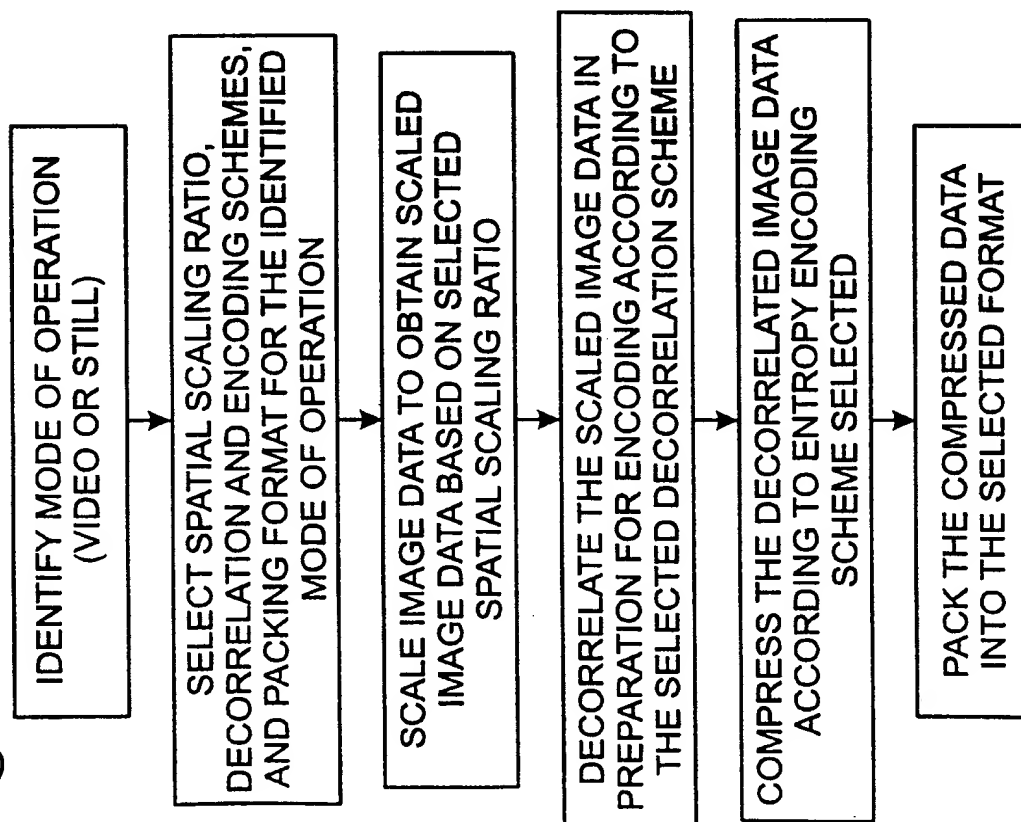 IDENTIFY MODE OF OPERATION
(VIDEO OR STILL)
SELECT SPATIAL SCALING RATIO,
DECORRELATION AND ENCODING SCHEMES,
AND PACKING FORMAT FOR THE IDENTIFIED
MODE OF OPERATION
SCALE IMAGE DATA TO OBTAIN SCALED
IMAGE DATA BASED ON SELECTED
SPATIAL SCALING RATIO
DECORRELATE THE SCALED IMAGE DATA IN
PREPARATION FOR ENCODING ACCORDING TO
THE SELECTED DECORRELATION SCHEME
COMPRESS THE DECORRELATED IMAGE DATA
ACCORDING TO ENTROPY ENCODING
SCHEME SELECTED
PACK THE COMPRESSED DATA
INTO THE SELECTED FORMAT